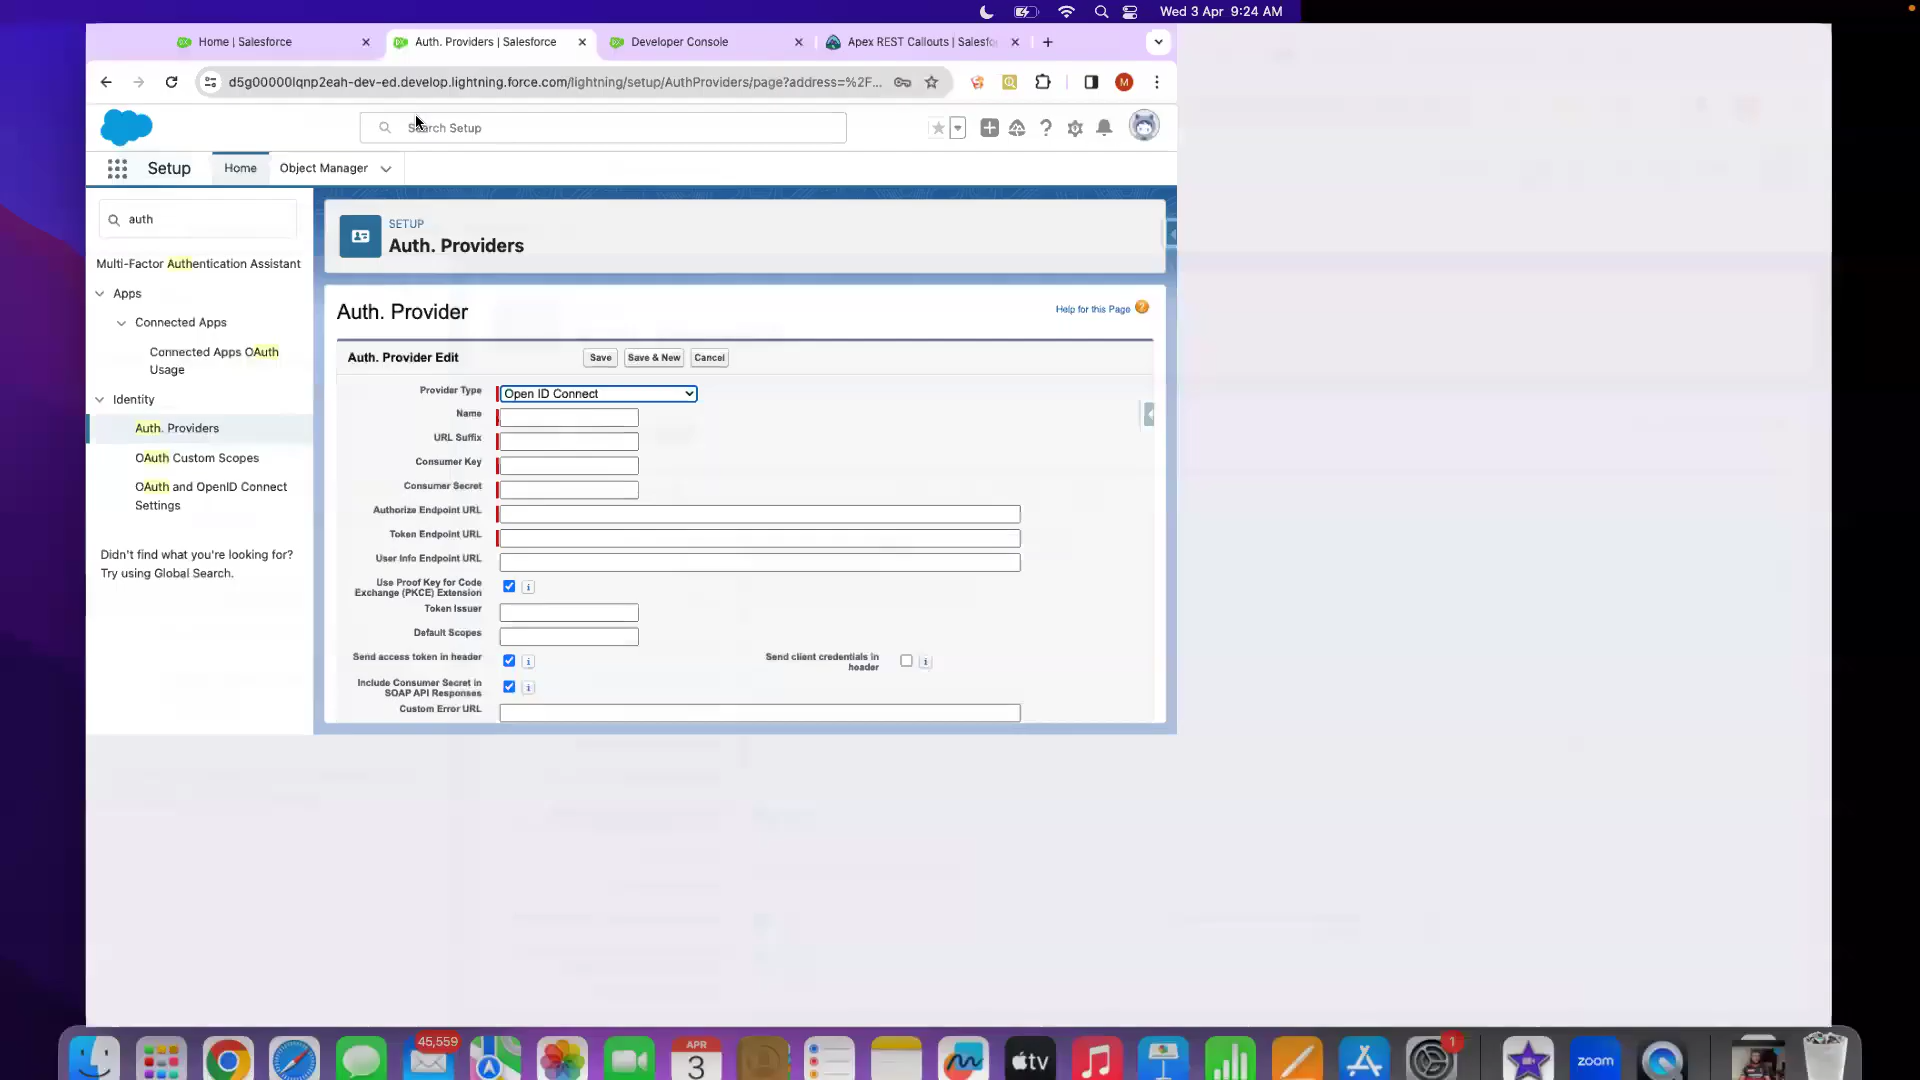 Wed 3 Apr 9:24 AM
Home | Salesforce
Auth. Providers | Salesforce
Developer Console
Apex REST Callouts | Salesfo
d5g00000lqnp2eah-dev-ed.develop.lightning.force.com/lightning/setup/AuthProviders/page?address=%2F...
M
Search Setup
Setup
Home
Object Manager
auth
SETUP
Auth. Providers
Multi-Factor Authentication Assistant
Apps
Connected Apps
Connected Apps OAuth
Usage
Identity
Auth. Providers
OAuth Custom Scopes
OAuth and OpenID Connect
Settings
Didn't find what you're looking for?
Try using Global Search.
Auth. Provider
Help for this Page
Auth. Provider Edit
Save
Save & New
Cancel
Provider Type
Open ID Connect
Name
URL Suffix
Consumer Key
Consumer Secret
Authorize Endpoint URL
Token Endpoint URL
User Info Endpoint URL
Use Proof Key for Code
Exchange (PKCE) Extension
Token Issuer
Default Scopes
Send access token in header
Send client credentials in
header
Include Consumer Secret in
SOAP API Responses
Custom Error URL
45,559
APR
3
tv
1
zoom